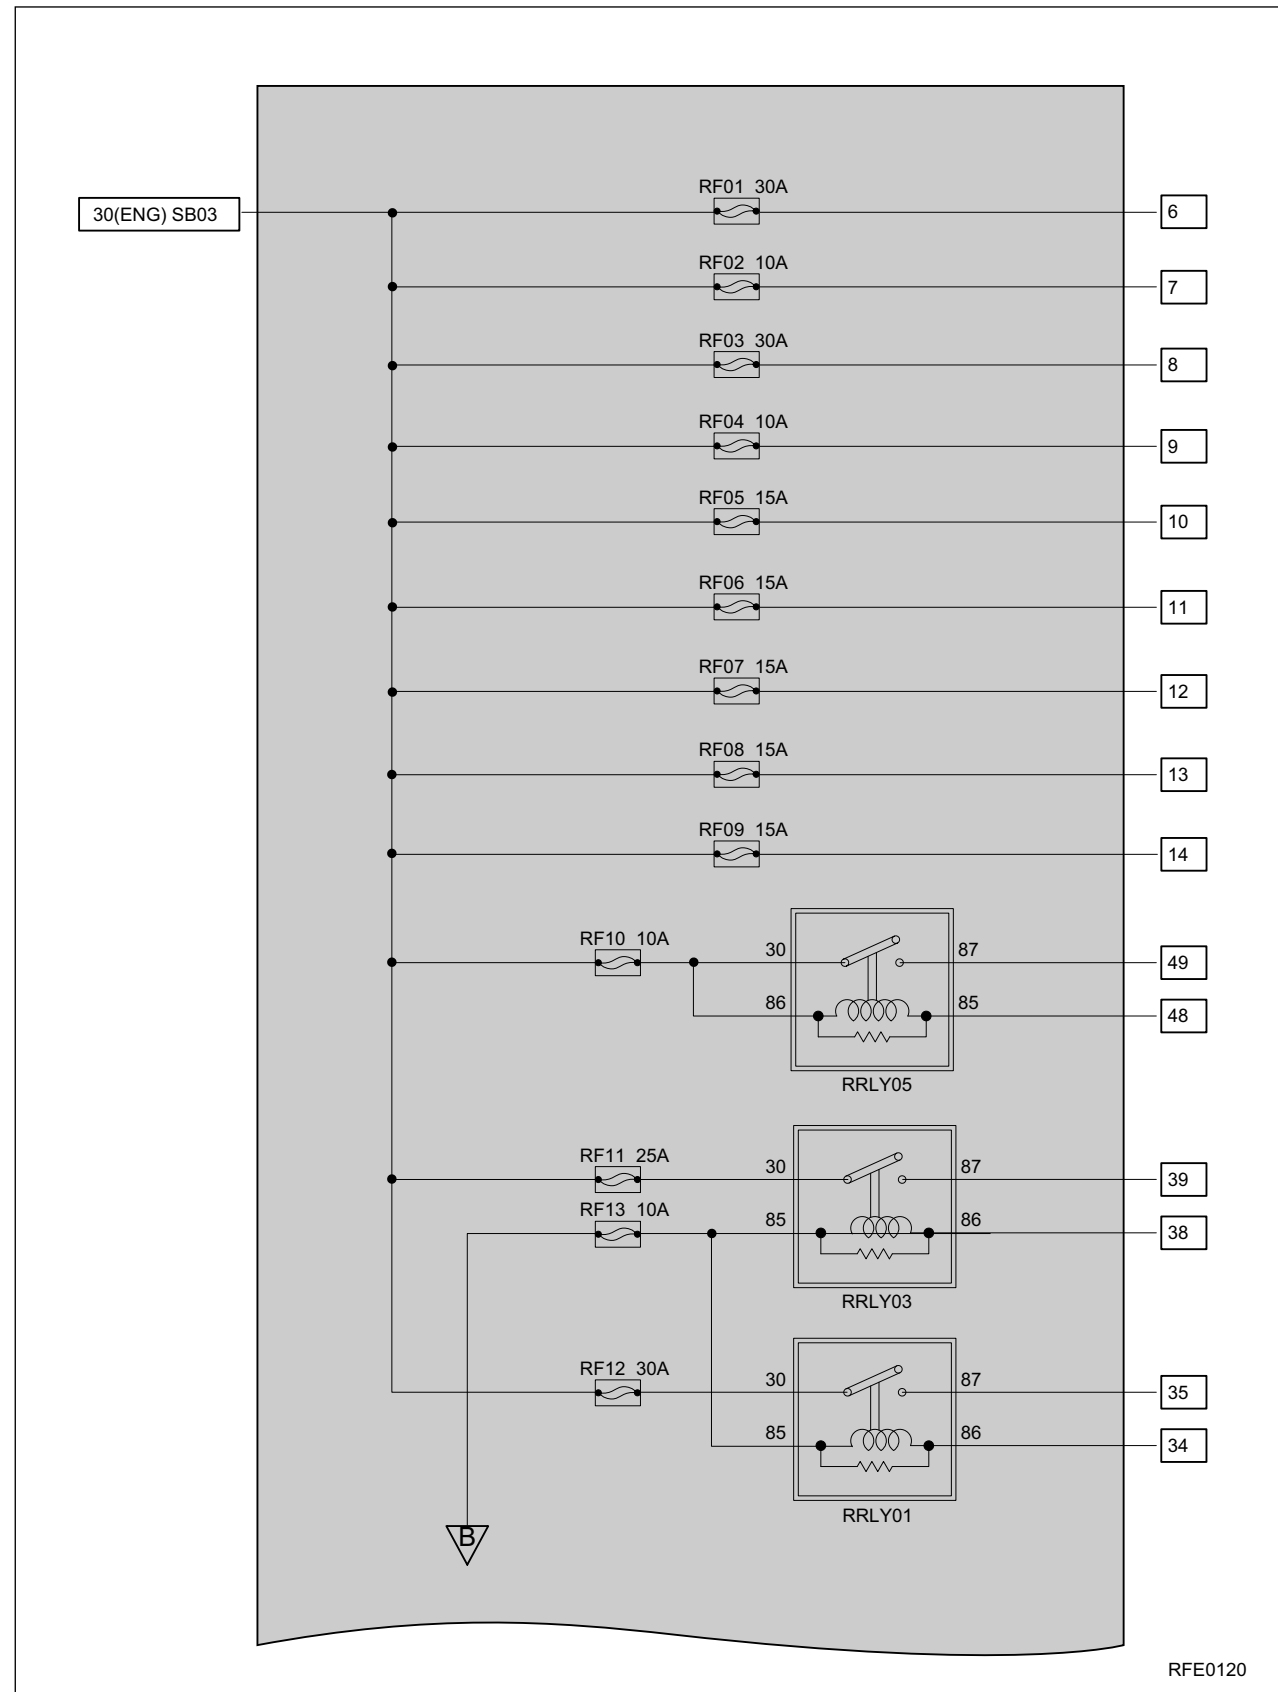 RF01 30A
30(ENG) SB03
6
RF02 10A
7
RF03 30A
8
RF04 10A
9
RF05 15A
10
RF06 15A
11
RF07 15A
12
RF08 15A
13
RF09 15A
14
RF10 10A
30
87
49
86
85
48
RRLY05
RF11 25A
30
87
39
RF13 10A
85
86
38
RRLY03
RF12 30A
30
87
35
85
86
34
RRLY01
B
RFE0120